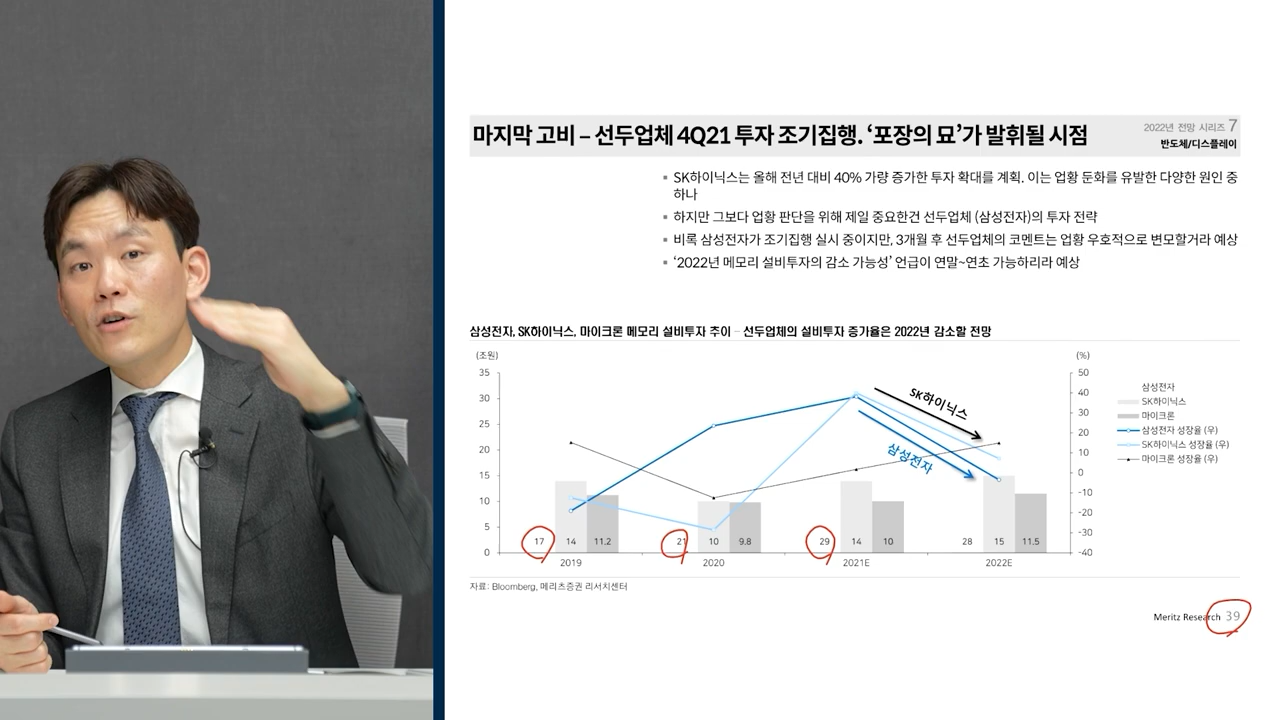 마지막 고비 – 선두업체 4Q21 투자 조기집행. ‘포장의 묘’가 발휘될 시점
2022년 전망 시리즈 7
반도체/디스플레이
▪ SK하이닉스는 올해 전년 대비 40% 가량 증가한 투자 확대를 계획. 이는 업황 둔화를 유발한 다양한 원인 중
하나
▪ 하지만 그보다 업황 판단을 위해 제일 중요한건 선두업체 (삼성전자)의 투자 전략
▪ 비록 삼성전자가 조기집행 실시 중이지만, 3개월 후 선두업체의 코멘트는 업황 우호적으로 변모할거라 예상
▪ ‘2022년 메모리 설비투자의 감소 가능성’ 언급이 연말~연초 가능하리라 예상
삼성전자, SK하이닉스, 마이크론 메모리 설비투자 추이 – 선두업체의 설비투자 증가율은 2022년 감소할 전망
(조원) (%)
35 50
30 40
25 30
20 20
15 10
10 0
5 -10
0 -20
-30
-40
SK하이닉스
삼성전자
삼성전자
SK하이닉스
마이크론
삼성전자 성장율 (우)
SK하이닉스 성장율 (우)
마이크론 성장율 (우)
17 14 11.2 21 10 9.8 29 14 10 28 15 11.5
2019 2020 2021E 2022E
자료: Bloomberg, 메리츠증권 리서치센터
Meritz Research 39